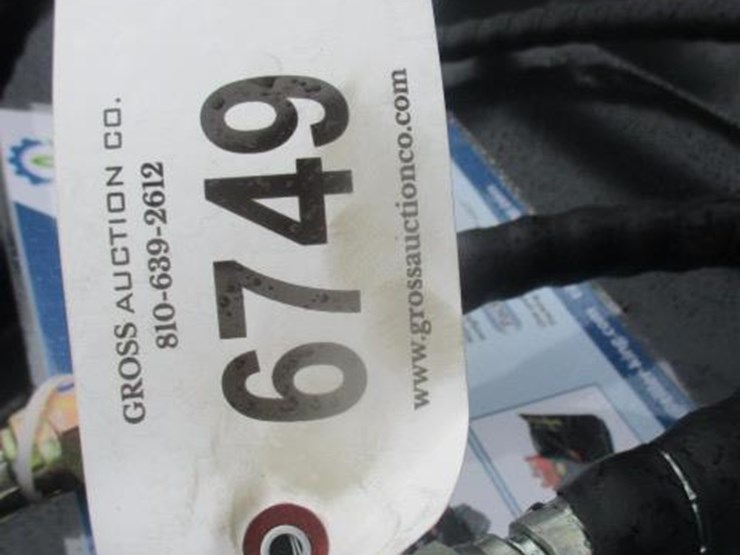 GROSS AUCTION CO.
810-639-2612
6749
www.grossauctionco.com